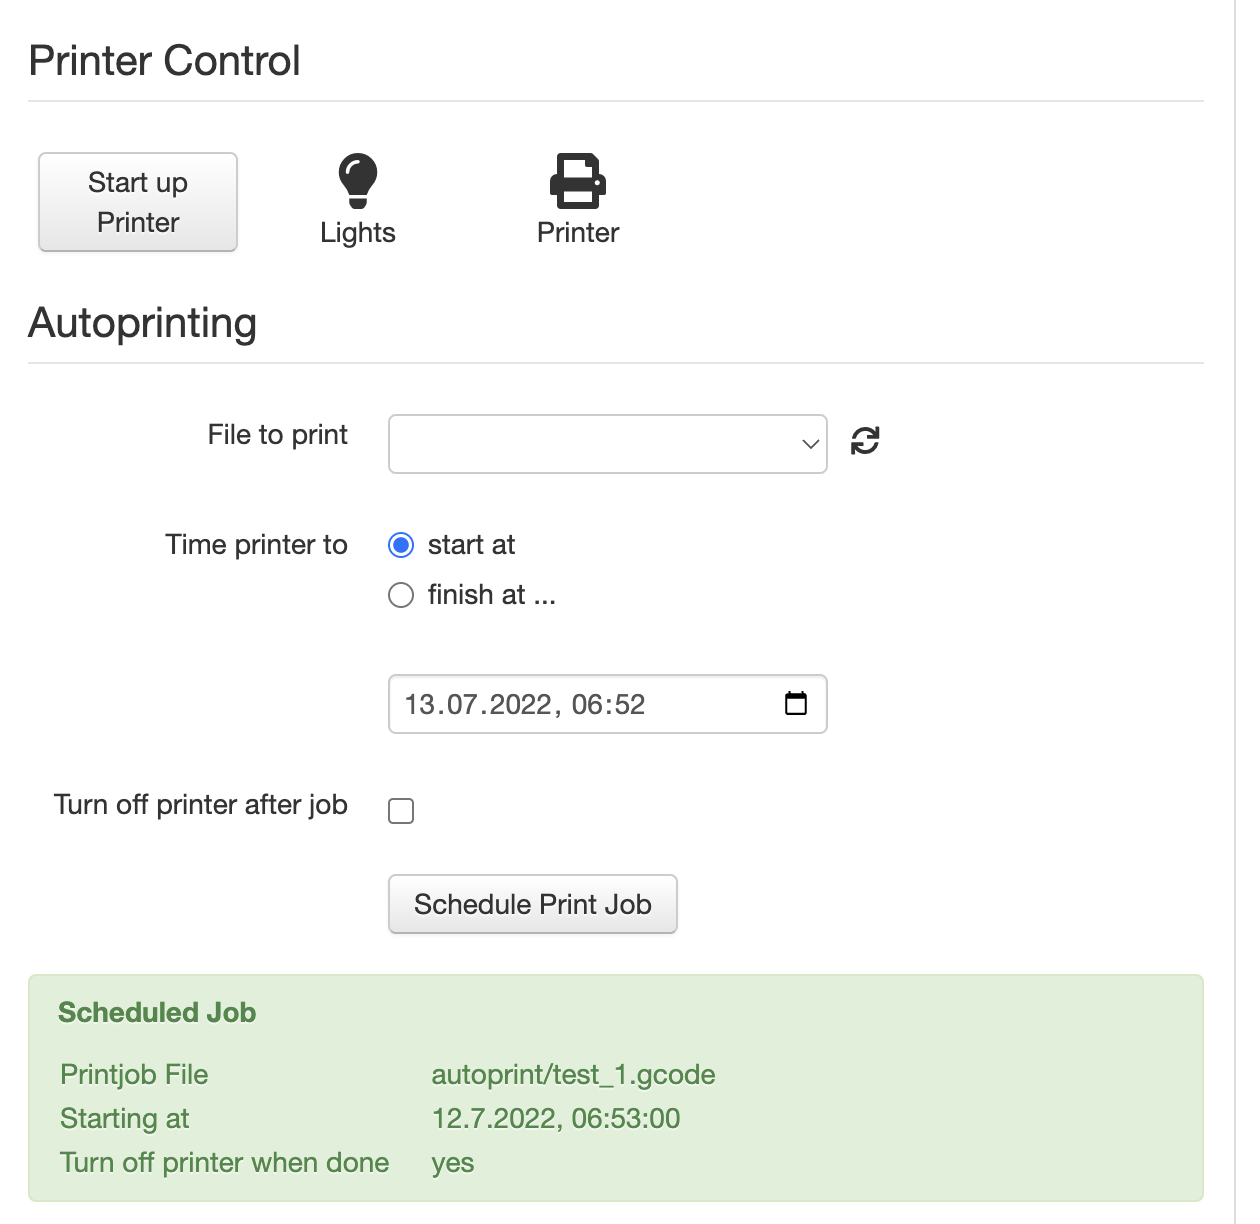 Printer Control
Start up
Printer
Lights
Printer
Autoprinting
File to print
Time printer to
start at
finish at ...
13.07.2022, 06:52
Turn off printer after job
Schedule Print Job
Scheduled Job
Printjob File autoprint/test_1.gcode
Starting at 12.7.2022, 06:53:00
Turn off printer when done yes